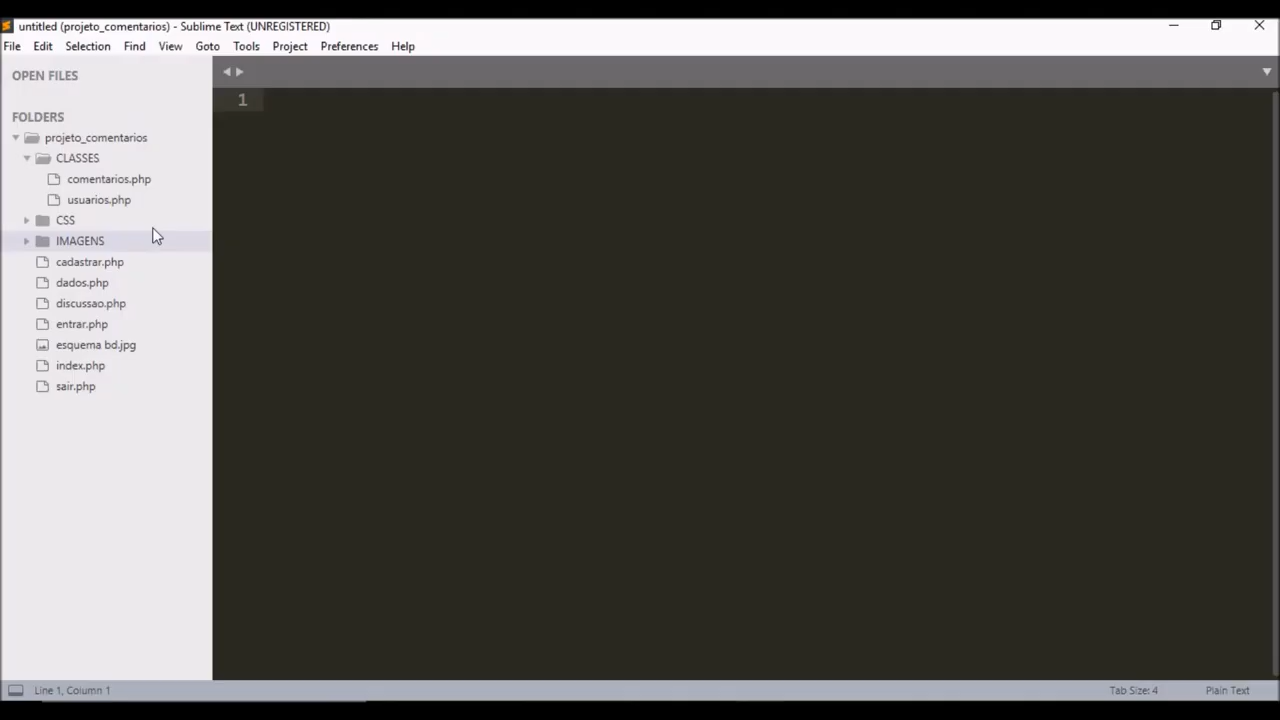 untitled (projeto_comentarios) - Sublime Text (UNREGISTERED)
File Edit Selection Find View Goto Tools Project Preferences Help
OPEN FILES
1
FOLDERS
projeto_comentarios
CLASSES
comentarios.php
usuarios.php
CSS
IMAGENS
cadastrar.php
dados.php
discussao.php
entrar.php
esquema bd.jpg
index.php
sair.php
Line 1, Column 1 Tab Size: 4 Plain Text